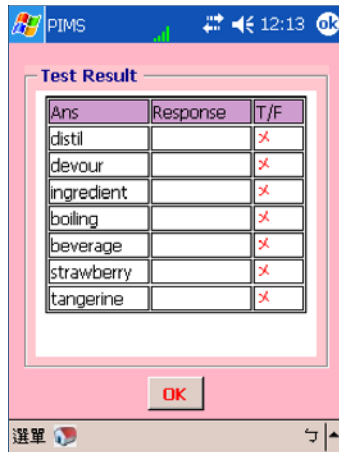 PIMS 12:13 ok
Test Result
Ans Response T/F
distil
devour
ingredient
boiling
beverage
strawberry
tangerine
OK
選單 ㄅ